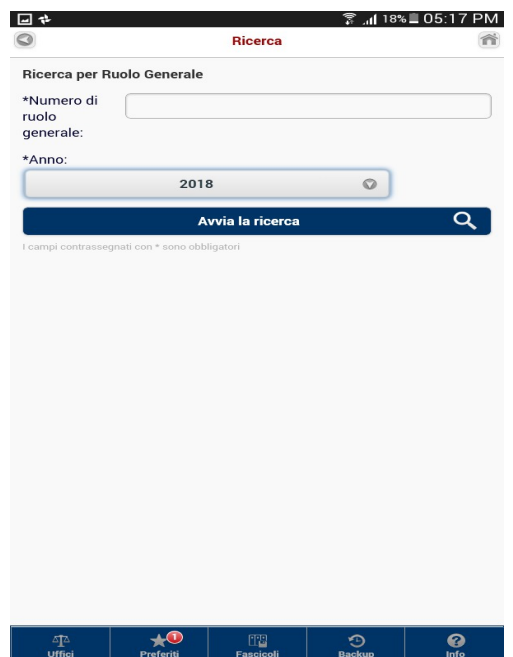 18% 05:17 PM
Ricerca
Ricerca per Ruolo Generale
*Numero di
ruolo
generale:
*Anno:
2018
Avvia la ricerca
I campi contrassegnati con * sono obbligatori
1
Uffici Preferiti Fascicoli Backup Info